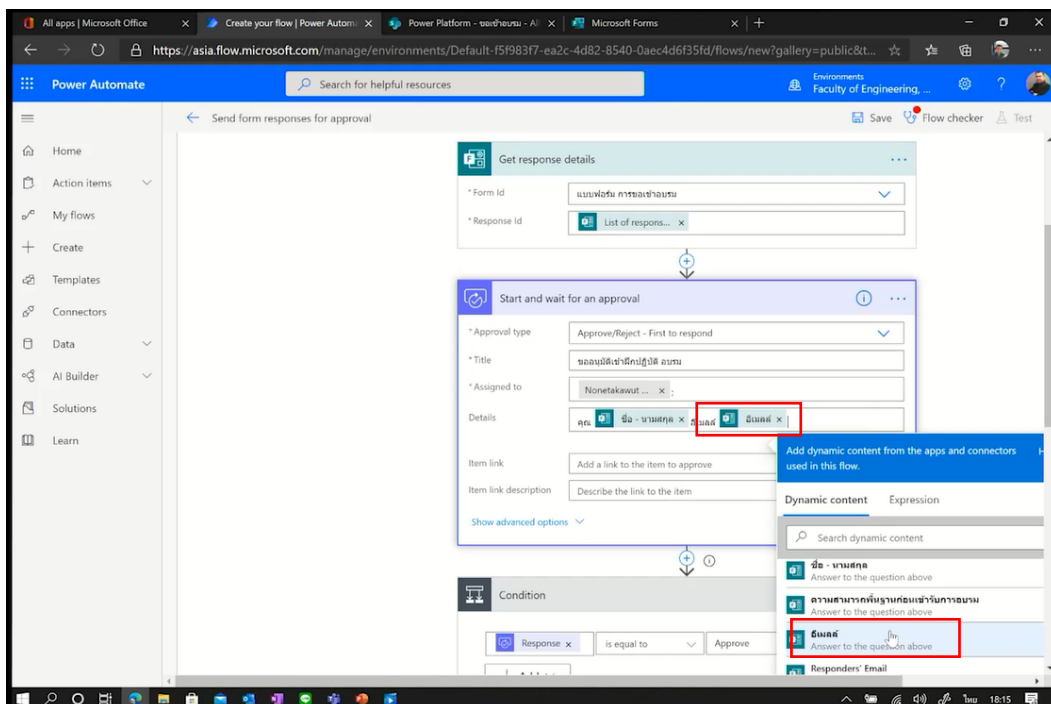 All apps | Microsoft Office
Create your flow | Power Autom
Power Platform - ขอเข้าอบรม - Al
Microsoft Forms
https://asia.flow.microsoft.com/manage/environments/Default-f5f983f7-ea2c-4d82-8540-0aec4d6f35fd/flows/new?gallery=public&t...
Power Automate
Search for helpful resources
Environments
Faculty of Engineering, ...
Send form responses for approval
Save
Flow checker
Test
Home
Action items
My flows
Create
Templates
Connectors
Data
AI Builder
Solutions
Learn
Get response details
* Form Id
แบบฟอร์ม การขอเข้าอบรม
* Response Id
List of respons... ×
Start and wait for an approval
* Approval type
Approve/Reject - First to respond
* Title
ขออนุมัติเข้าฝึกปฏิบัติ อบรม
* Assigned to
Nonetakawut ... × ;
Details
คุณ ชื่อ - นามสกุล × อีเมลล์ อีเมลล์ ×
Item link
Add a link to the item to approve
Item link description
Describe the link to the item
Show advanced options
Add dynamic content from the apps and connectors
used in this flow.
Dynamic content
Expression
Search dynamic content
ชื่อ - นามสกุล
Answer to the question above
ความสามารถพื้นฐานก่อนเข้ารับการอบรม
Answer to the question above
อีเมลล์
Answer to the question above
Responders' Email
Condition
Response ×
is equal to
Approve
ไทย
18:15